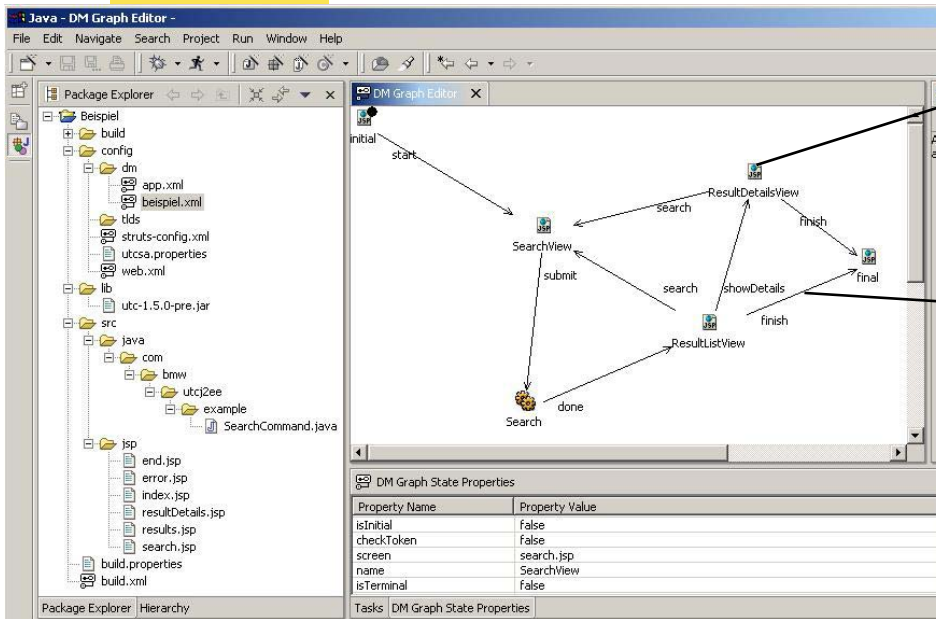 Java - DM Graph Editor -
File Edit Navigate Search Project Run Window Help
Package Explorer
Beispiel
build
config
dm
app.xml
beispiel.xml
tlds
struts-config.xml
utcsa.properties
web.xml
lib
utc-1.5.0-pre.jar
src
java
com
bmw
utcj2ee
example
SearchCommand.java
jsp
end.jsp
error.jsp
index.jsp
resultDetails.jsp
results.jsp
search.jsp
build.properties
build.xml
Package Explorer Hierarchy
DM Graph Editor
JSP
initial
start
JSP
ResultDetailsView
search
finish
JSP
SearchView
JSP
final
submit
search
showDetails
JSP
finish
ResultListView
done
Search
DM Graph State Properties
Property Name Property Value
isInitial false
checkToken false
screen search.jsp
name SearchView
isTerminal false
Tasks DM Graph State Properties